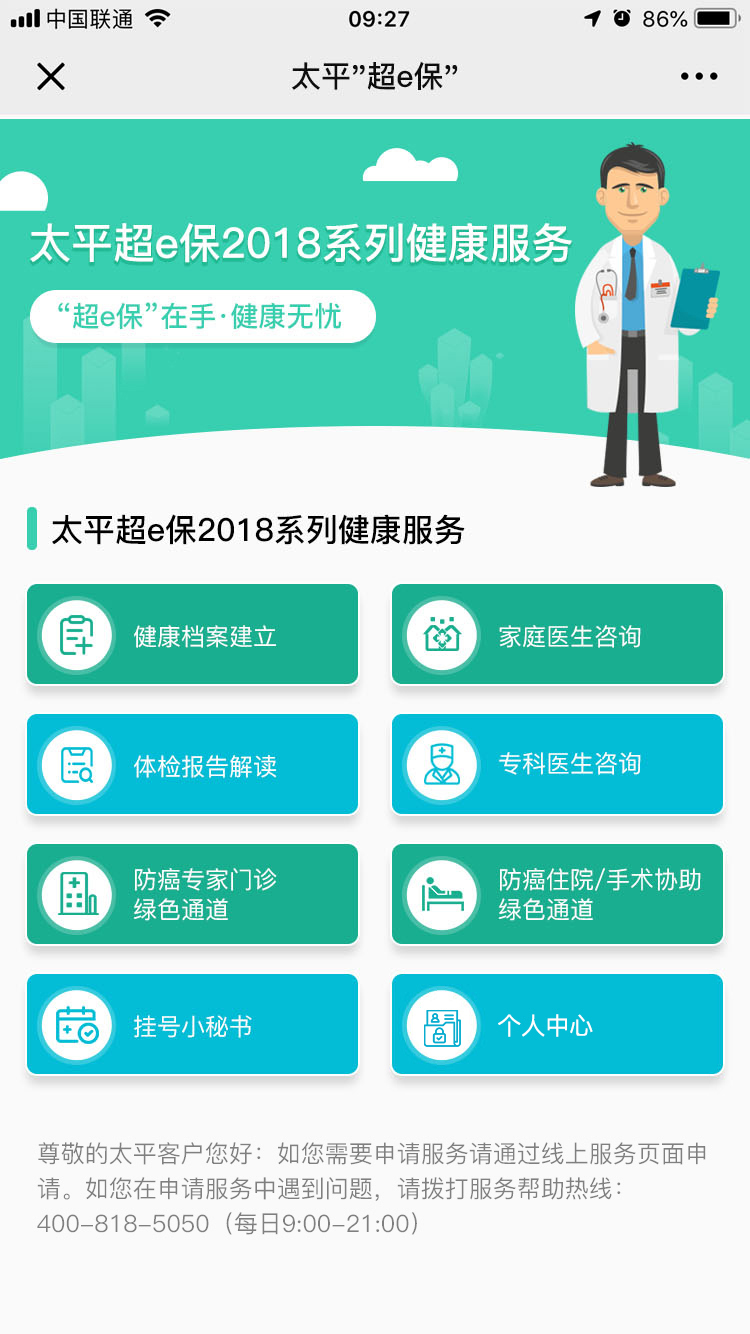 中国联通
09:27
86%
太平”超e保”
太平超e保2018系列健康服务
“超e保”在手·健康无忧
太平超e保2018系列健康服务
健康档案建立
家庭医生咨询
体检报告解读
专科医生咨询
防癌专家门诊
绿色通道
防癌住院/手术协助
绿色通道
挂号小秘书
个人中心
尊敬的太平客户您好：如您需要申请服务请通过线上服务页面申
请。如您在申请服务中遇到问题，请拨打服务帮助热线：
400-818-5050（每日9:00-21:00）